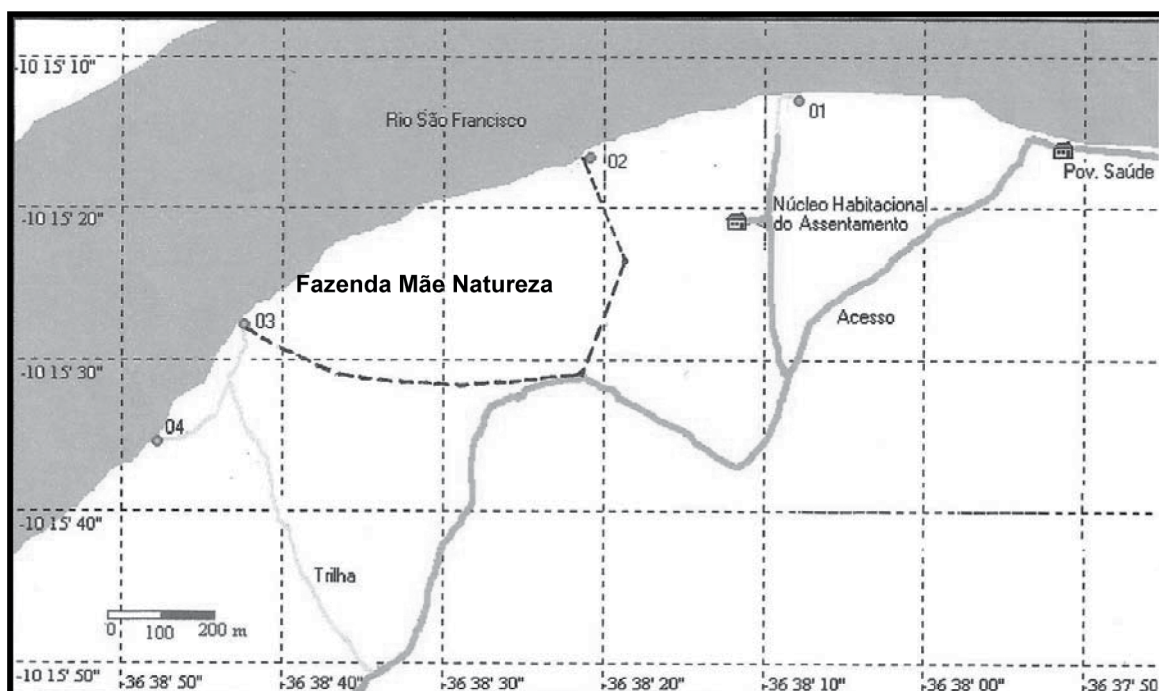 -10 15' 10"
01
Rio São Francisco
02
Pov. Saúde
-10 15' 20"
Núcleo Habitacional
do Assentamento
Fazenda Mãe Natureza
03
Acesso
-10 15' 30"
04
-10 15' 40"
Trilha
0 100 200 m
-10 15' 50"
-36 38' 50" -36 38' 40" -36 38' 30" -36 38' 20" -36 38' 10" -36 38' 00" -36 37' 50